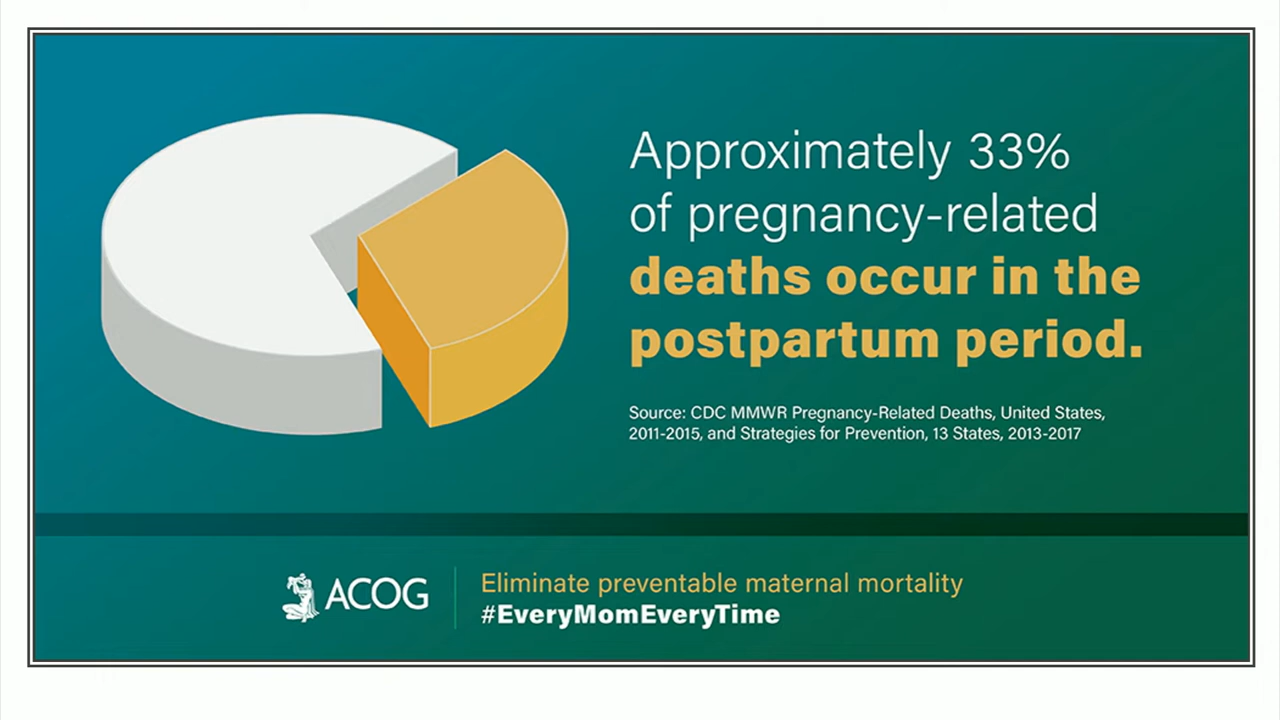 Approximately 33%
of pregnancy-related
deaths occur in the
postpartum period.
Source: CDC MMWR Pregnancy-Related Deaths, United States,
2011-2015, and Strategies for Prevention, 13 States, 2013-2017
ACOG
Eliminate preventable maternal mortality
#EveryMomEveryTime